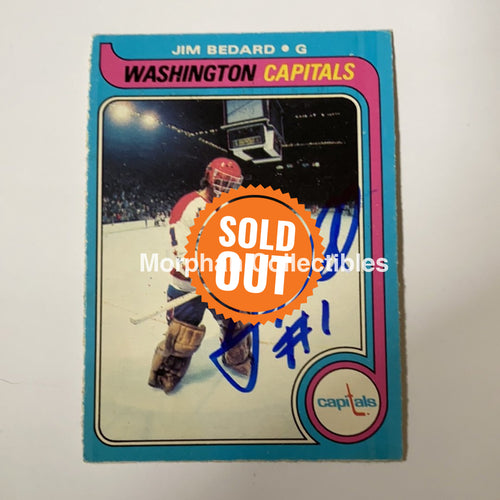 JIM BEDARD • G
WASHINGTON CAPITALS
SOLD
OUT
Morphan Collectibles
#1
capitals